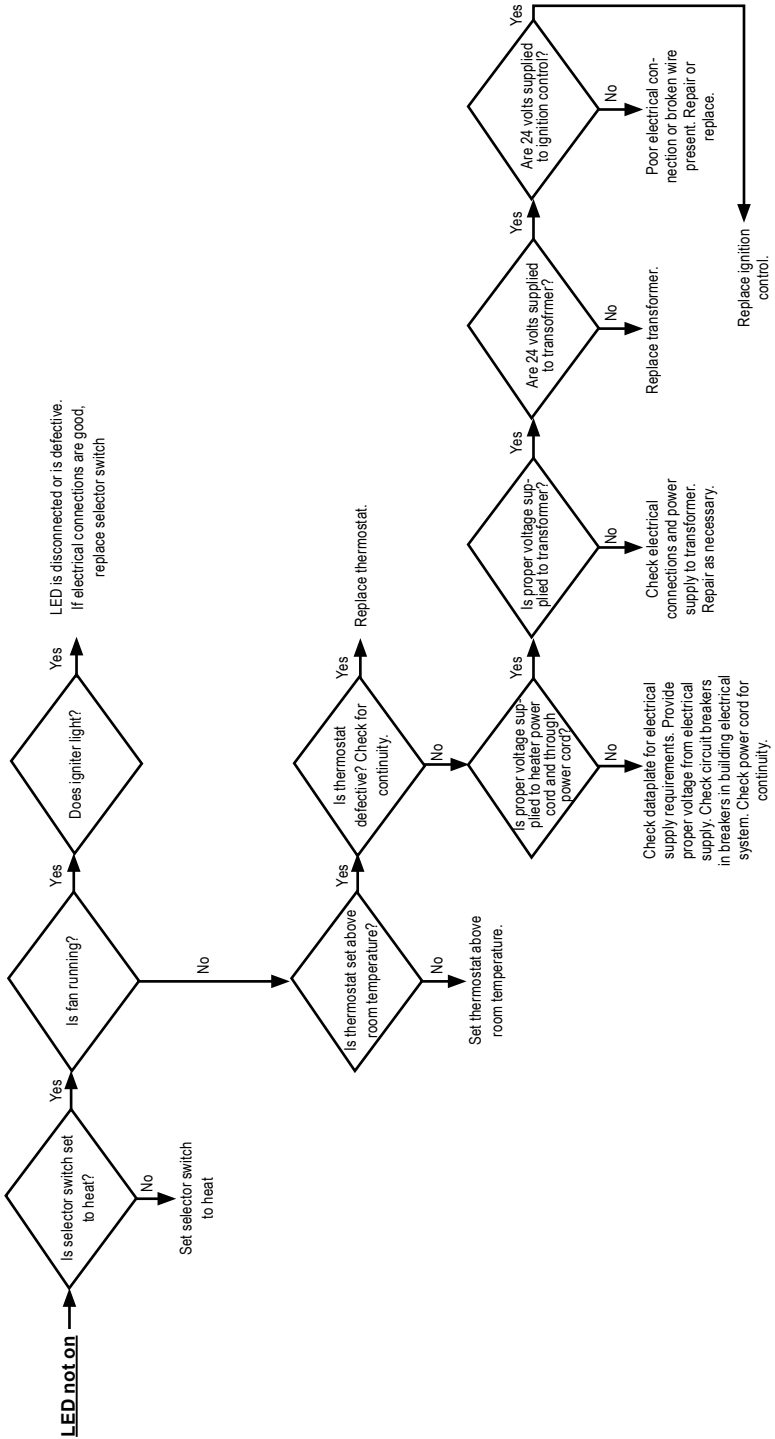 LED not on
Is selector switch set
to heat?
No
Set selector switch
to heat
Yes
Is fan running?
Yes
Does igniter light?
Yes
LED is disconnected or is defective.
If electrical connections are good,
replace selector switch
No
Is thermostat set above
room temperature?
No
Set thermostat above
room temperature.
Yes
Is thermostat
defective? Check for
continuity.
Yes
Replace thermostat.
No
Is proper voltage sup-
plied to heater power
cord and through
power cord?
No
Check dataplate for electrical
supply requirements. Provide
proper voltage from electrical
supply. Check circuit breakers
in breakers in building electrical
system. Check power cord for
continuity.
Yes
Is proper voltage sup-
plied to transformer?
No
Check electrical
connections and power
supply to transformer.
Repair as necessary.
Yes
Are 24 volts supplied
to transofrmer?
No
Replace transformer.
Yes
Are 24 volts supplied
to ignition control?
No
Poor electrical con-
nection or broken wire
present. Repair or
replace.
Yes
Replace ignition
control.